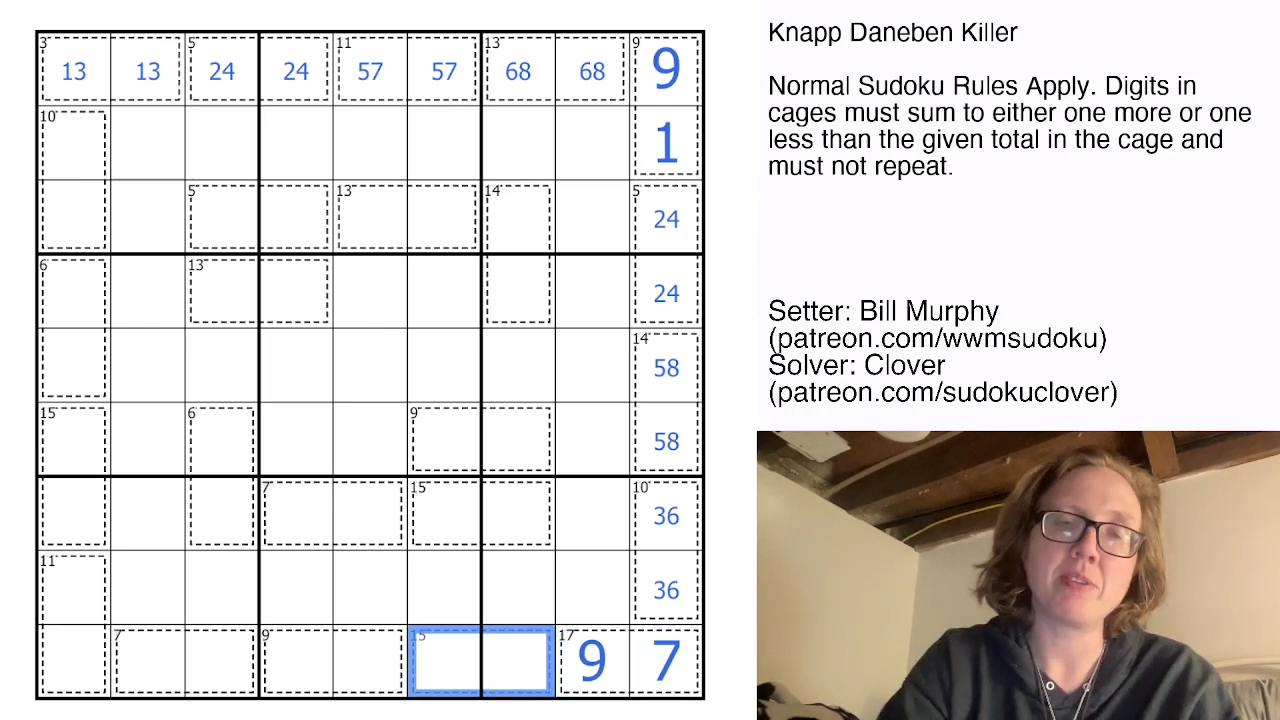 Knapp Daneben Killer
Normal Sudoku Rules Apply. Digits in
cages must sum to either one more or one
less than the given total in the cage and
must not repeat.
Setter: Bill Murphy
(patreon.com/wwmsudoku)
Solver: Clover
(patreon.com/sudokuclover)
3 5 11 13 9
13 13 24 24 57 57 68 68 9
10
1
5 13 14 5
24
6 13
24
14
58
15 6 9
58
7 15 10
36
11
36
7 9 15 17
9 7